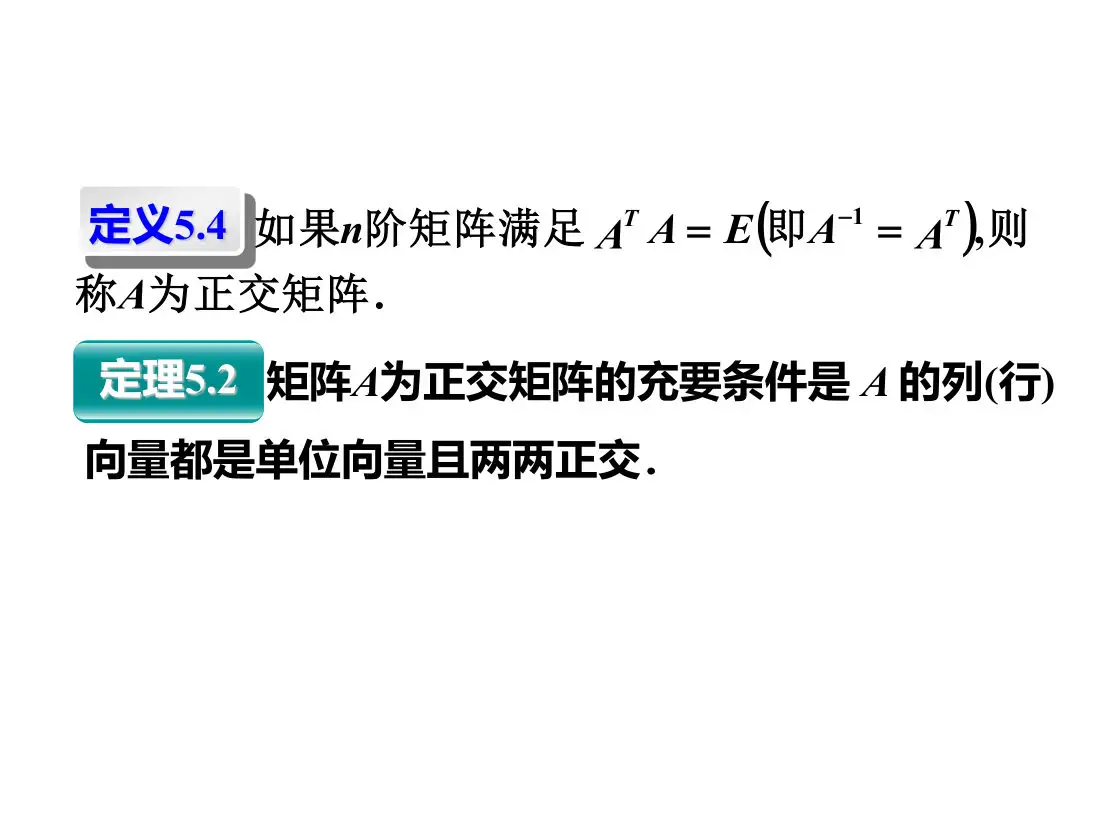 定义5.4 如果n阶矩阵满足 Aᵀ A = E(即A⁻¹ = Aᵀ),则
称A为正交矩阵.
定理5.2 矩阵A为正交矩阵的充要条件是 A 的列(行)
向量都是单位向量且两两正交.